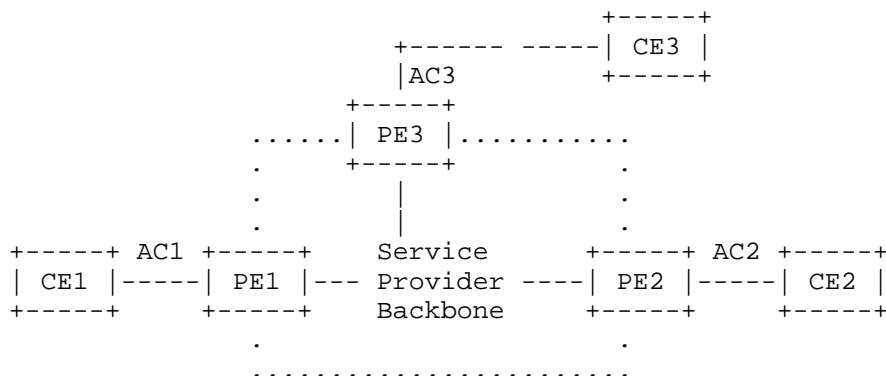 +-----+
                              +------ -----| CE3 |
                              |AC3            +-----+
                          +-----+
                   ......| PE3 |...........
                   .      +-----+             .
                   .         |                .
                   .         |                .
+-----+ AC1 +-----+     Service      +-----+ AC2 +-----+
| CE1 |-----| PE1 |--- Provider ----| PE2 |-----| CE2 |
+-----+     +-----+     Backbone     +-----+     +-----+
                   .                          .
                   ........................